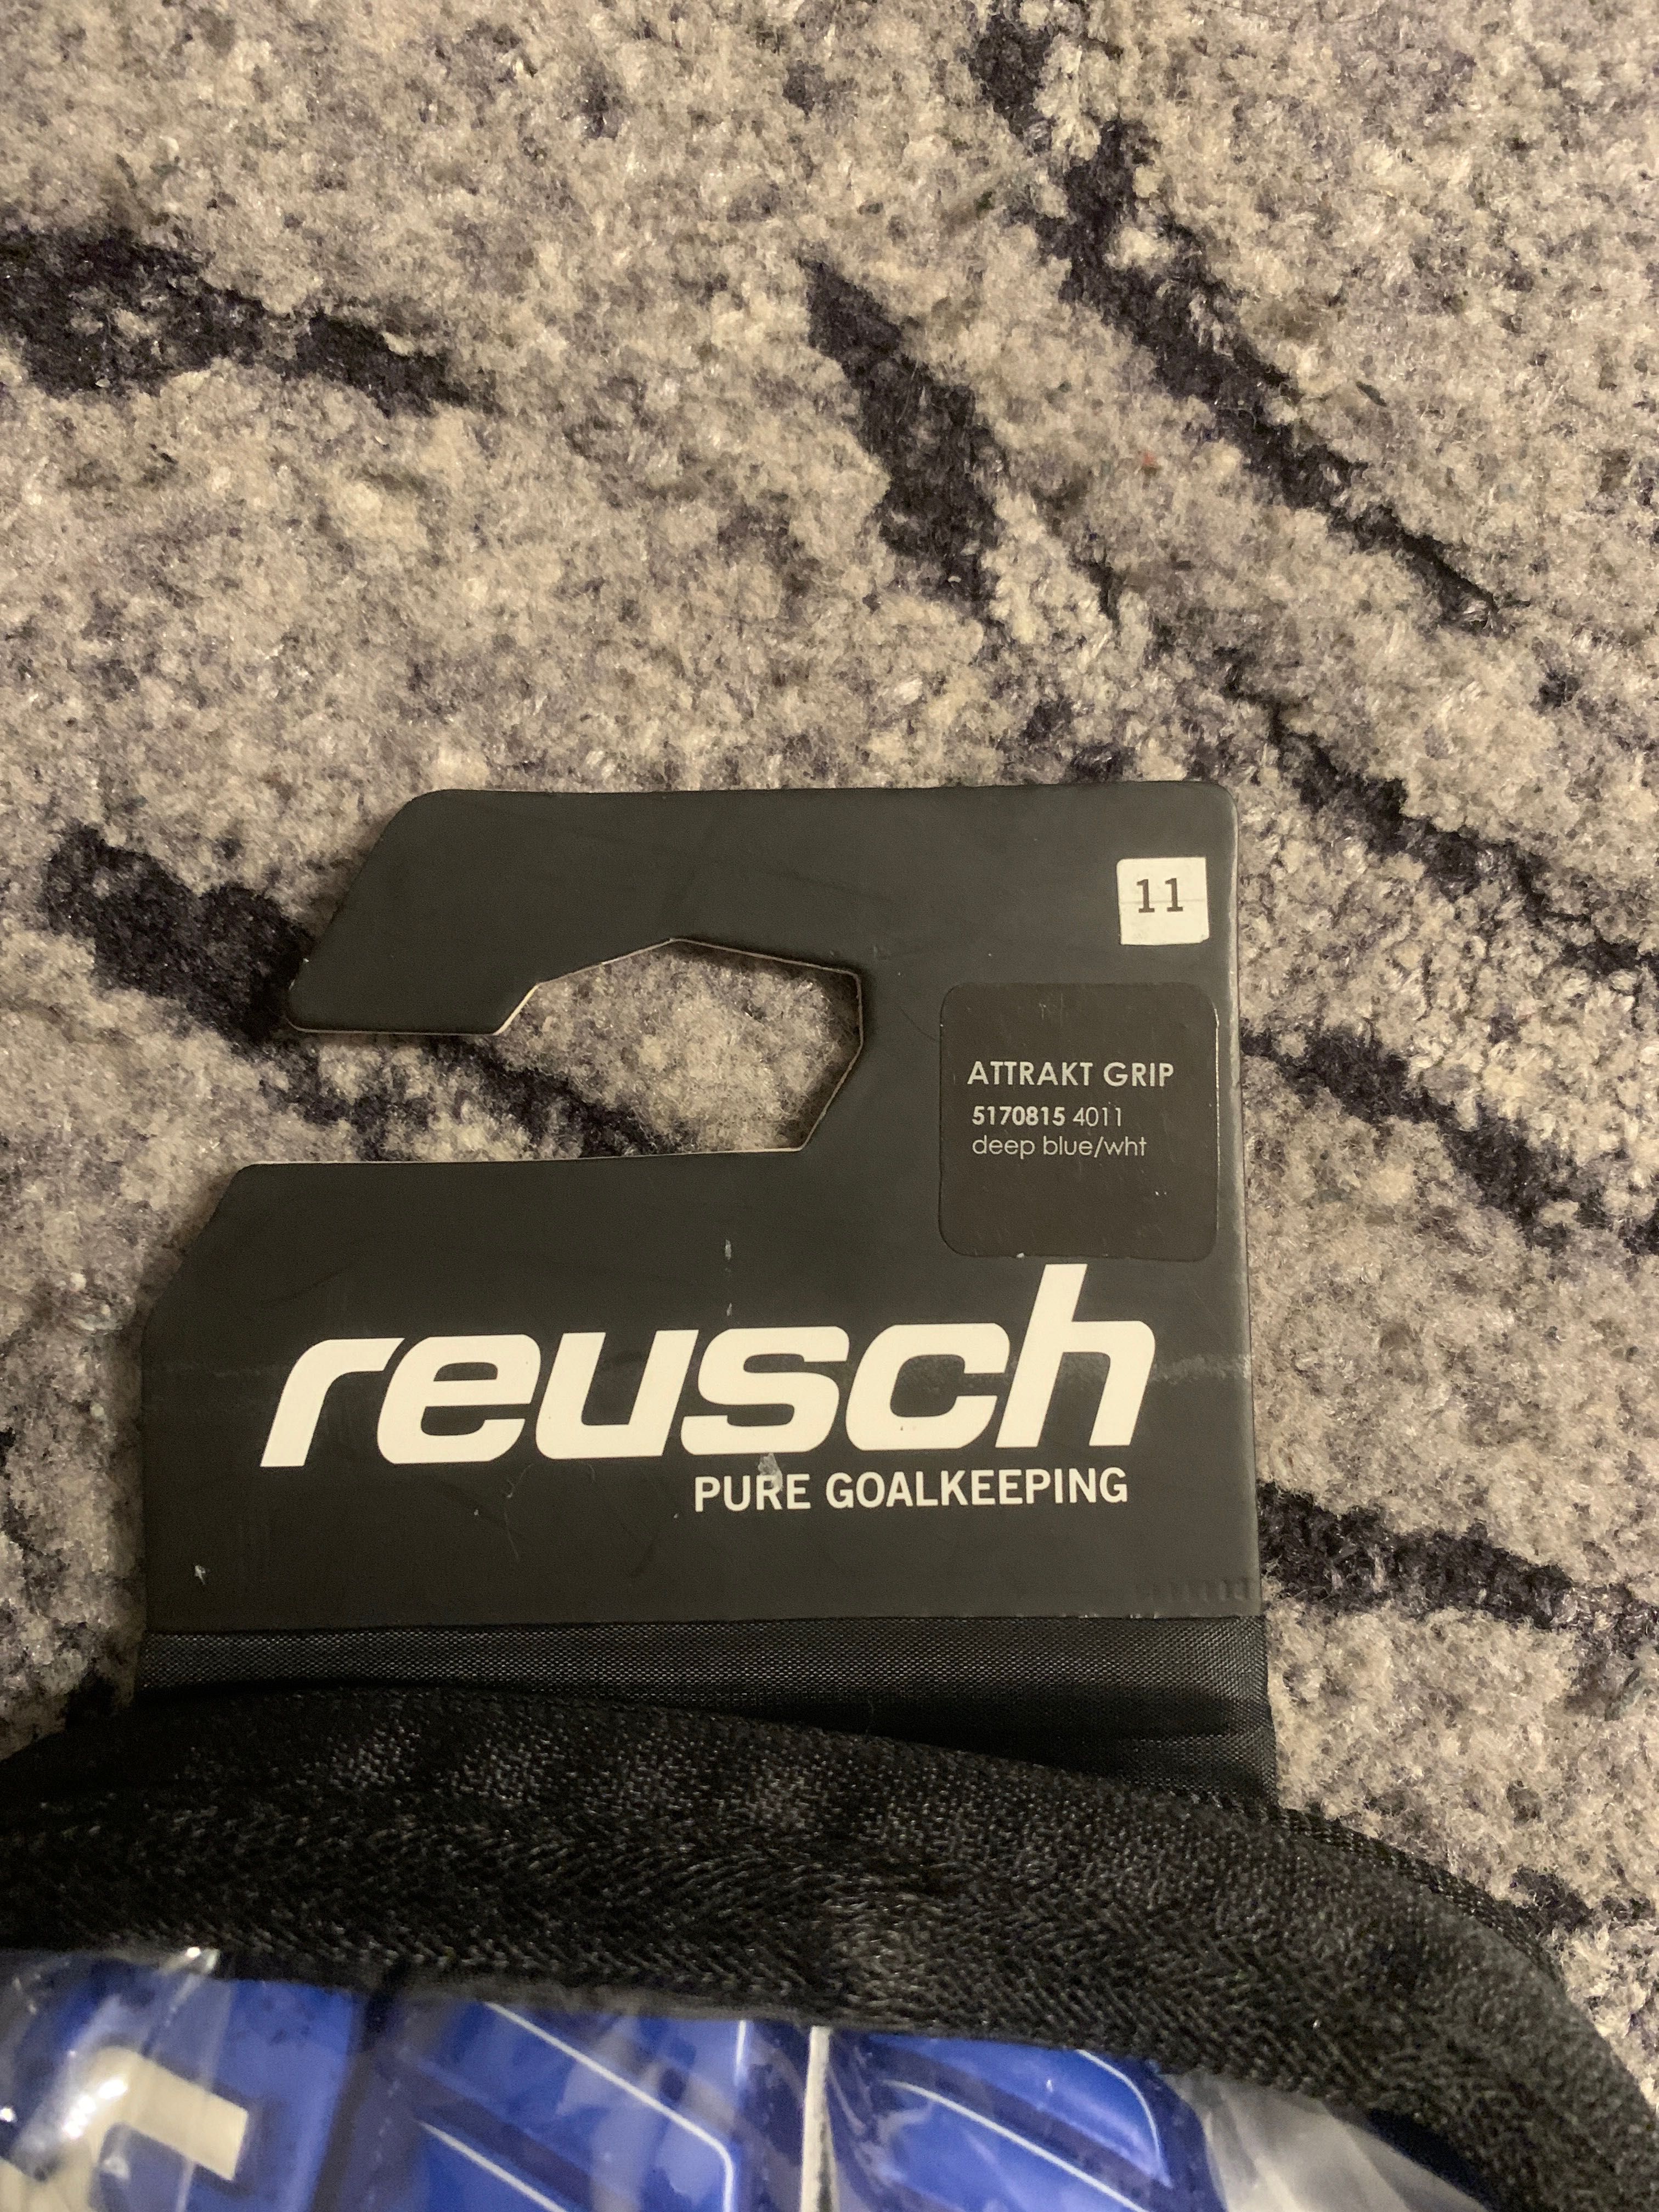 11
ATTRAKT GRIP
5170815 4011
deep blue/wht
reusch
PURE GOALKEEPING